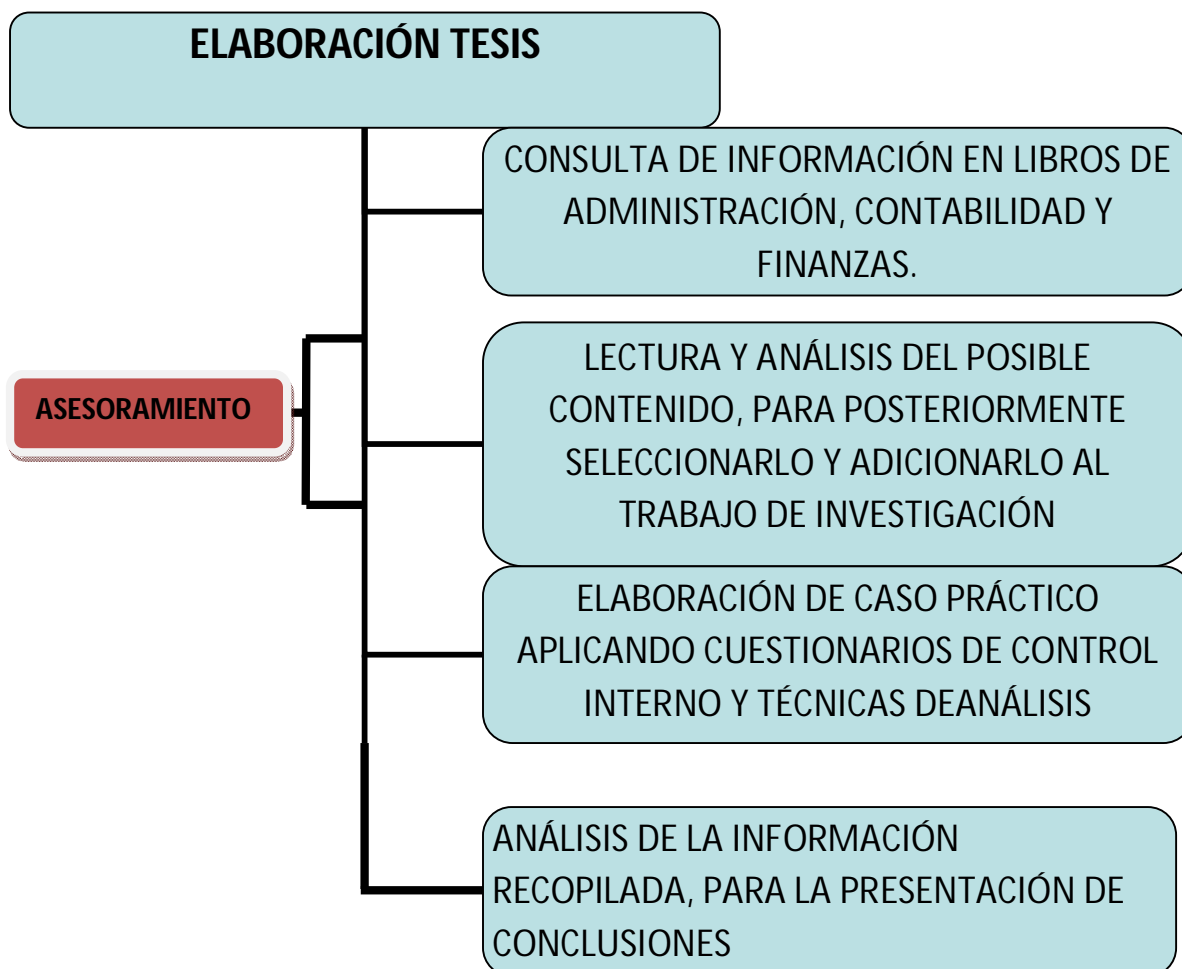 ELABORACIÓN TESIS
CONSULTA DE INFORMACIÓN EN LIBROS DE
ADMINISTRACIÓN, CONTABILIDAD Y
FINANZAS.
ASESORAMIENTO
LECTURA Y ANÁLISIS DEL POSIBLE
CONTENIDO, PARA POSTERIORMENTE
SELECCIONARLO Y ADICIONARLO AL
TRABAJO DE INVESTIGACIÓN
ELABORACIÓN DE CASO PRÁCTICO
APLICANDO CUESTIONARIOS DE CONTROL
INTERNO Y TÉCNICAS DEANÁLISIS
ANÁLISIS DE LA INFORMACIÓN
RECOPILADA, PARA LA PRESENTACIÓN DE
CONCLUSIONES